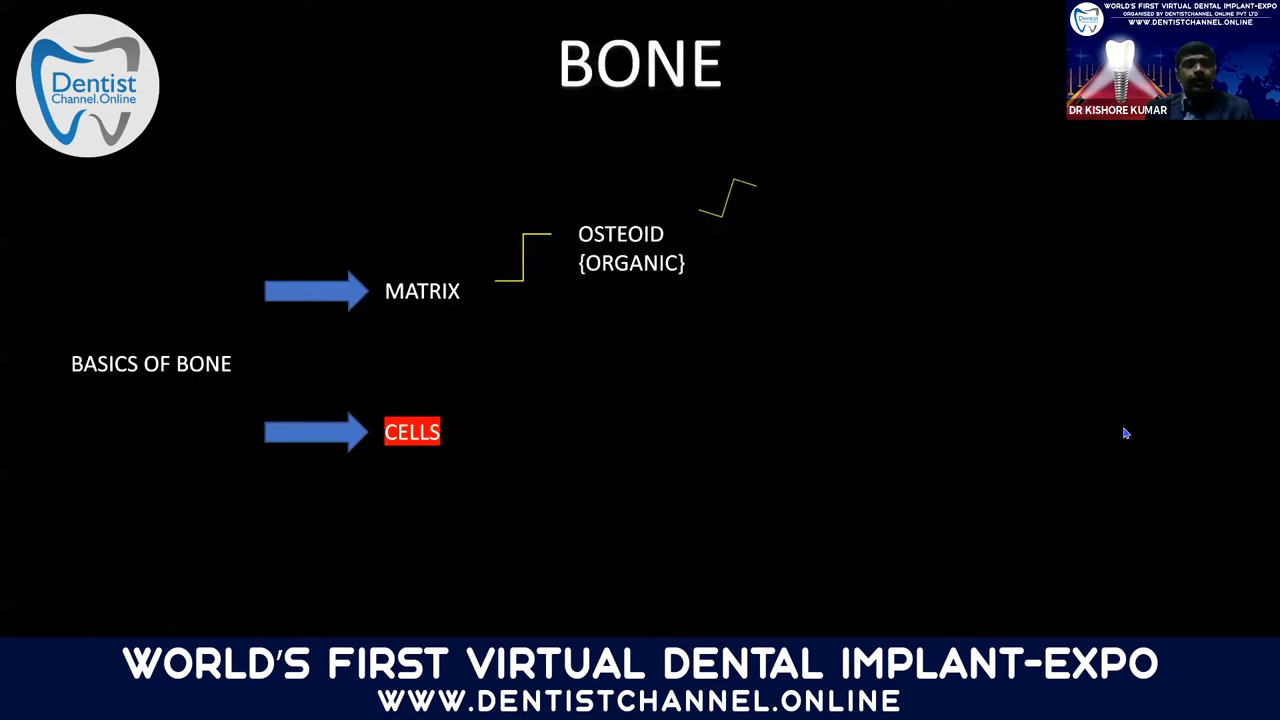 Dentist
Channel.Online
BONE
WORLD'S FIRST VIRTUAL DENTAL IMPLANT-EXPO
ORGANISED BY DENTISTCHANNEL ONLINE PVT LTD
WWW.DENTISTCHANNEL.ONLINE
DR KISHORE KUMAR
OSTEOID
{ORGANIC}
MATRIX
BASICS OF BONE
CELLS
WORLD'S FIRST VIRTUAL DENTAL IMPLANT-EXPO
WWW.DENTISTCHANNEL.ONLINE